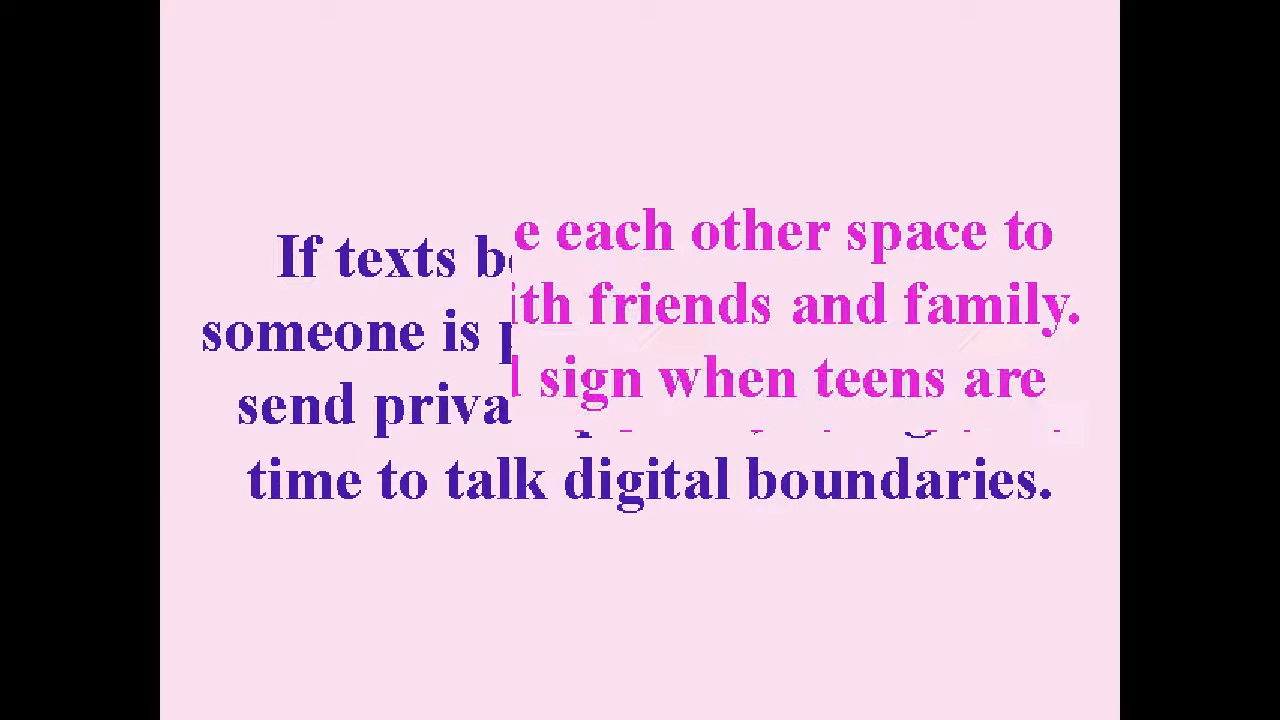 If texts
e each other space to
someone is
ith friends and family.
send
sign when teens are
time to talk digital boundaries.